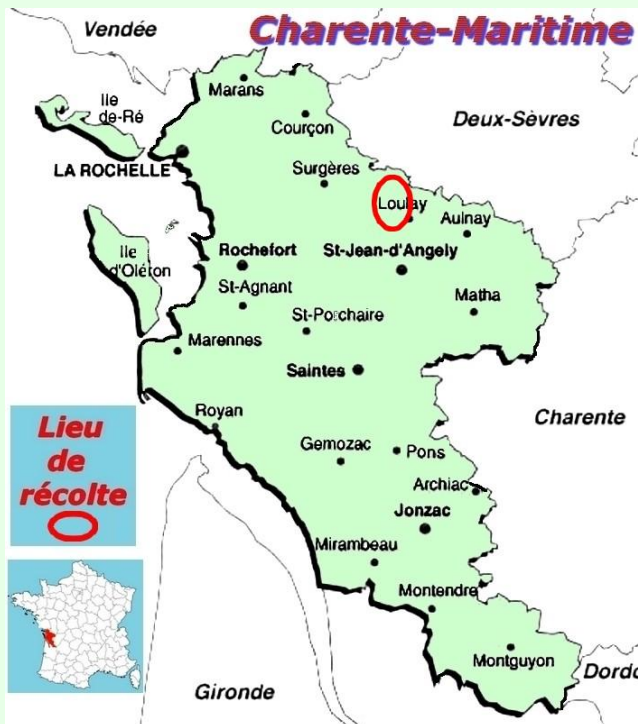 Charente-Maritime
Vendée
Marans
Ile
de-Ré
Courçon
Deux-Sèvres
LA ROCHELLE
Surgères
Loulay
Aulnay
Ile
d'Oléron
Rochefort
St-Jean-d'Angely
St-Agnant
Matha
St-Porchaire
Marennes
Saintes
Royan
Charente
Lieu
de
récolte
Gemozac
Pons
Archiac
Jonzac
Mirambeau
Montendre
Montguyon
Gironde
Dordo